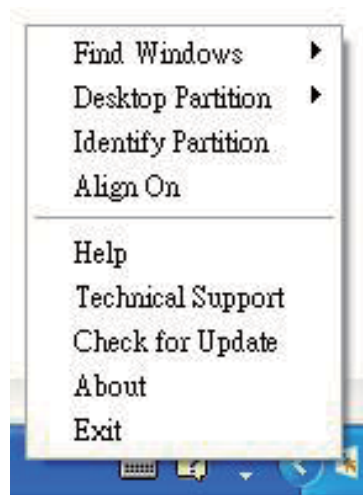 Find Windows
Desktop Partition
Identify Partition
Align On
Help
Technical Support
Check for Update
About
Exit